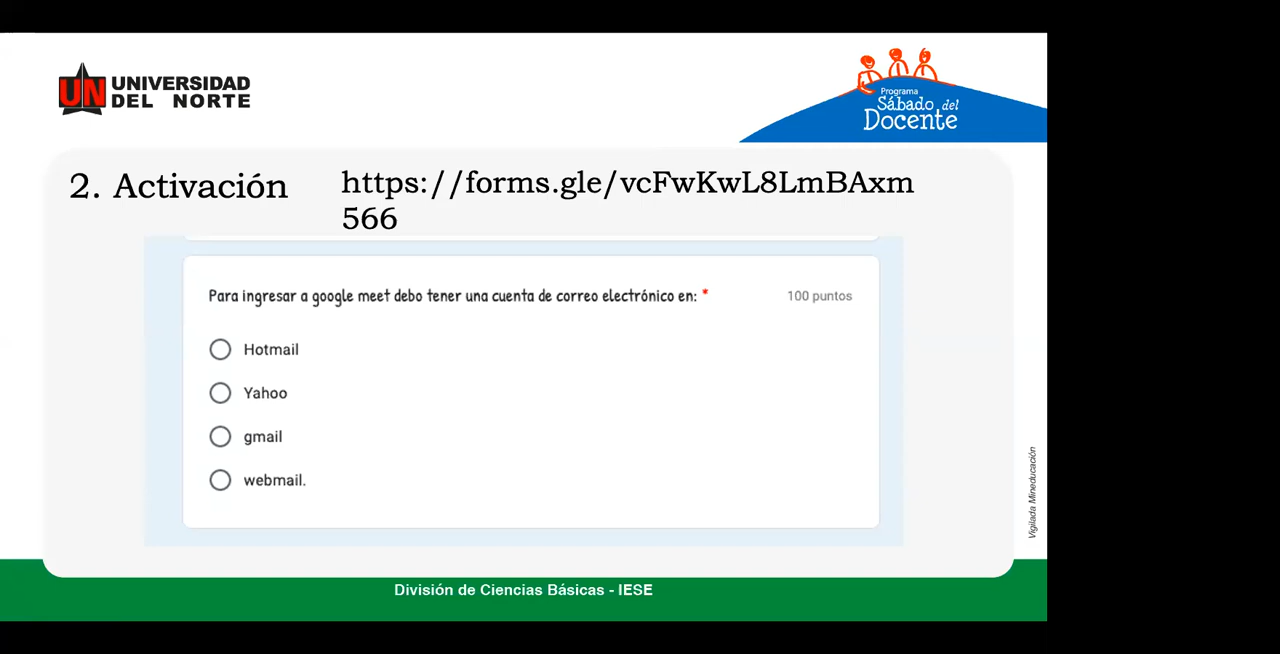 UNIVERSIDAD
DEL NORTE
UN
Programa
Sábado del
Docente
2. Activación
https://forms.gle/vcFwKwL8LmBAxm
566
Para ingresar a google meet debo tener una cuenta de correo electrónico en: *
100 puntos
Hotmail
Yahoo
gmail
webmail.
Vigilada Mineducación
División de Ciencias Básicas - IESE